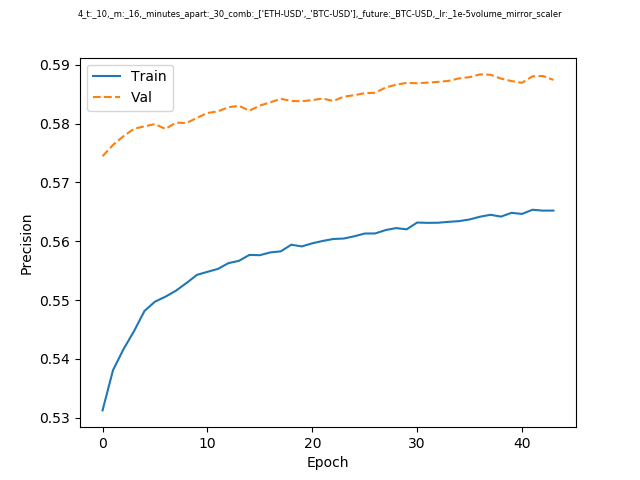 4_t:_10,_m:_16,_minutes_apart:_30_comb:_['ETH-USD',_'BTC-USD'],_future:_BTC-USD,_lr:_1e-5volume_mirror_scaler
Train
Val
0.59
0.58
0.57
0.56
0.55
0.54
0.53
Precision
0 10 20 30 40
Epoch